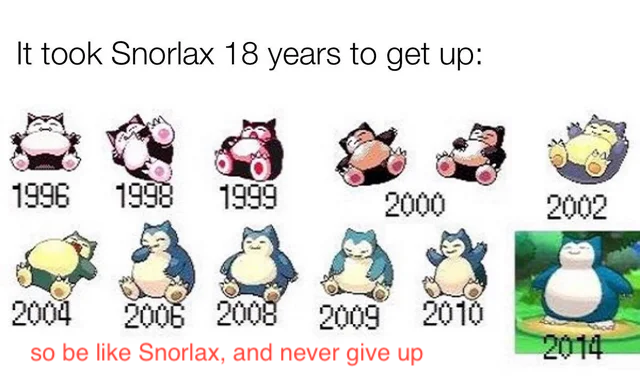 It took Snorlax 18 years to get up:
1996 1998 1999 2000 2002
2004 2006 2008 2009 2010 2014
so be like Snorlax, and never give up